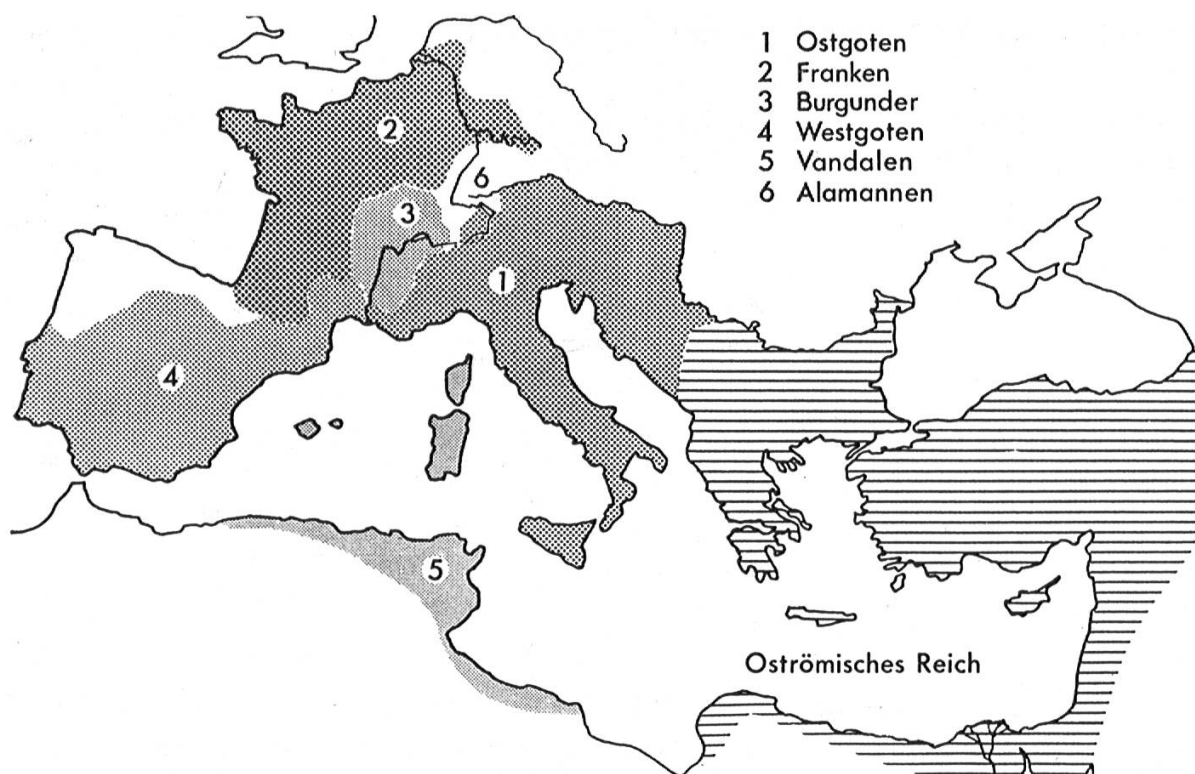 1 Ostgoten
2 Franken
3 Burgunder
4 Westgoten
5 Vandalen
6 Alamannen
2
6
3
1
4
5
Oströmisches Reich